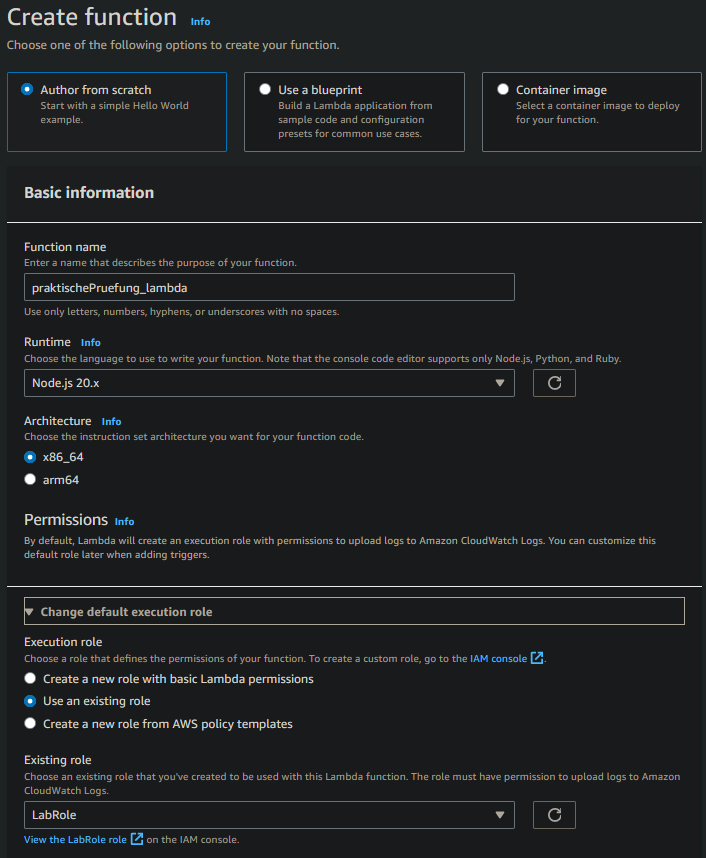 Create function Info
Choose one of the following options to create your function.
Author from scratch
Start with a simple Hello World
example.
Use a blueprint
Build a Lambda application from
sample code and configuration
presets for common use cases.
Container image
Select a container image to deploy
for your function.
Basic information
Function name
Enter a name that describes the purpose of your function.
praktischePruefung_lambda
Use only letters, numbers, hyphens, or underscores with no spaces.
Runtime Info
Choose the language to use to write your function. Note that the console code editor supports only Node.js, Python, and Ruby.
Node.js 20.x
Architecture Info
Choose the instruction set architecture you want for your function code.
x86_64
arm64
Permissions Info
By default, Lambda will create an execution role with permissions to upload logs to Amazon CloudWatch Logs. You can customize this
default role later when adding triggers.
Change default execution role
Execution role
Choose a role that defines the permissions of your function. To create a custom role, go to the IAM console.
Create a new role with basic Lambda permissions
Use an existing role
Create a new role from AWS policy templates
Existing role
Choose an existing role that you've created to be used with this Lambda function. The role must have permission to upload logs to Amazon
CloudWatch Logs.
LabRole
View the LabRole role on the IAM console.